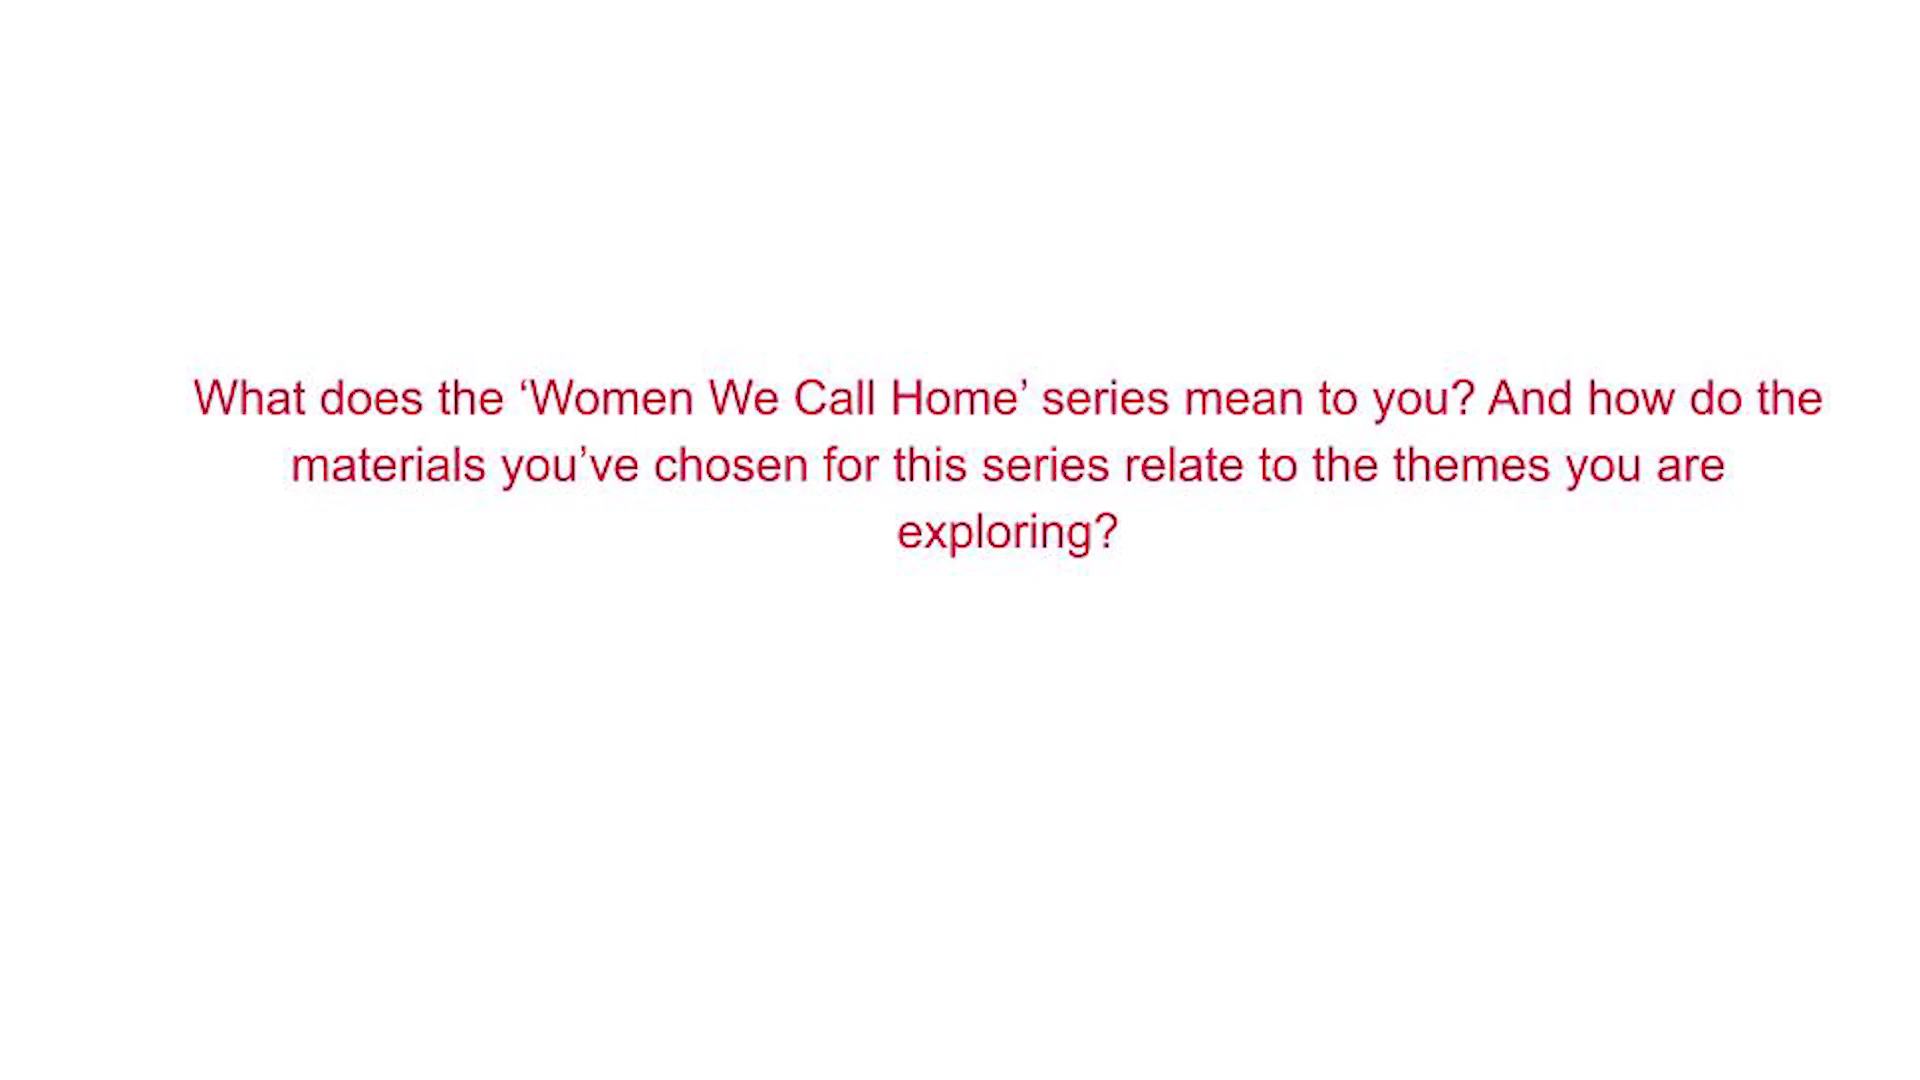 What does the ‘Women We Call Home’ series mean to you? And how do the
materials you’ve chosen for this series relate to the themes you are
exploring?